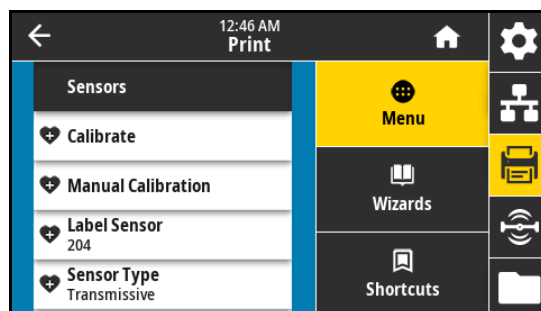 12:46 AM
Print
Sensors
Calibrate
Manual Calibration
Label Sensor
204
Sensor Type
Transmissive
Menu
Wizards
Shortcuts